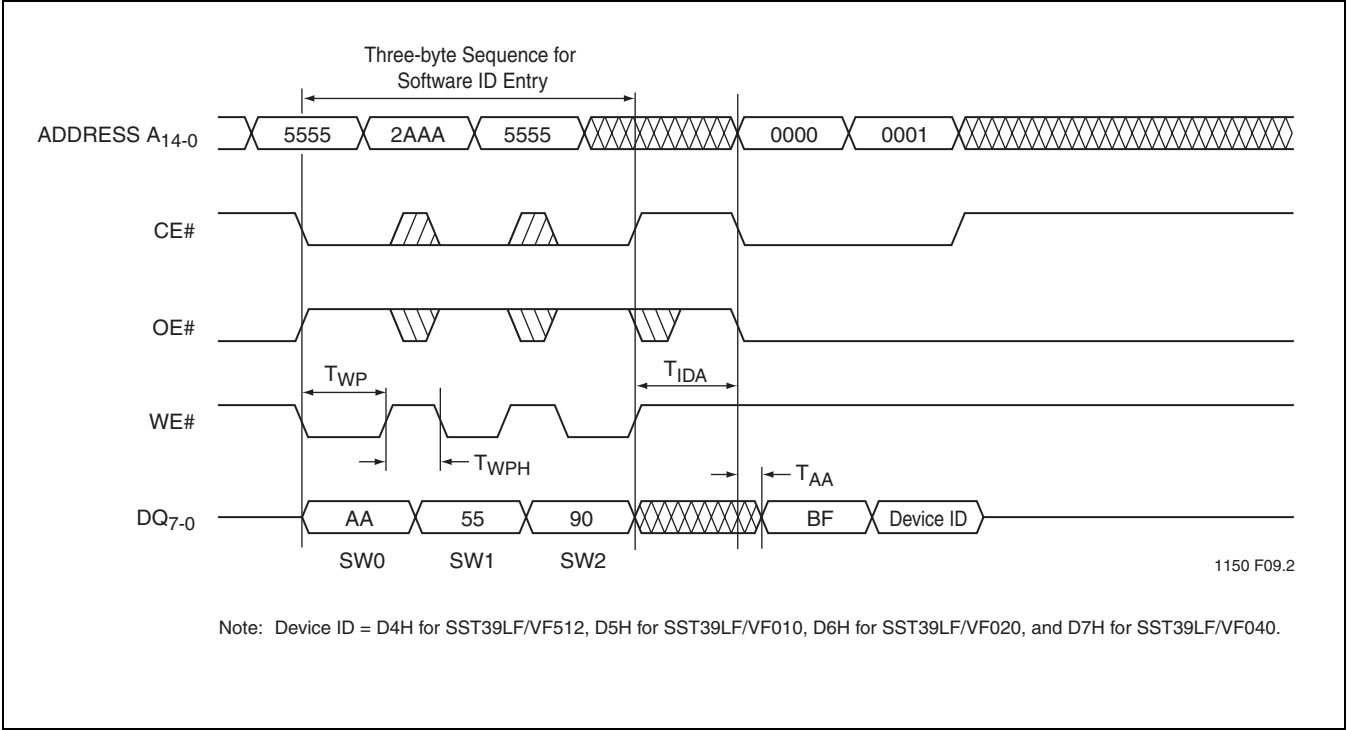 Three-byte Sequence for
Software ID Entry
ADDRESS A14-0
5555 2AAA 5555 0000 0001
CE#
OE#
TWP TIDA
WE#
TWPH TAA
DQ7-0 AA 55 90 BF Device ID
SW0 SW1 SW2
1150 F09.2
Note: Device ID = D4H for SST39LF/VF512, D5H for SST39LF/VF010, D6H for SST39LF/VF020, and D7H for SST39LF/VF040.